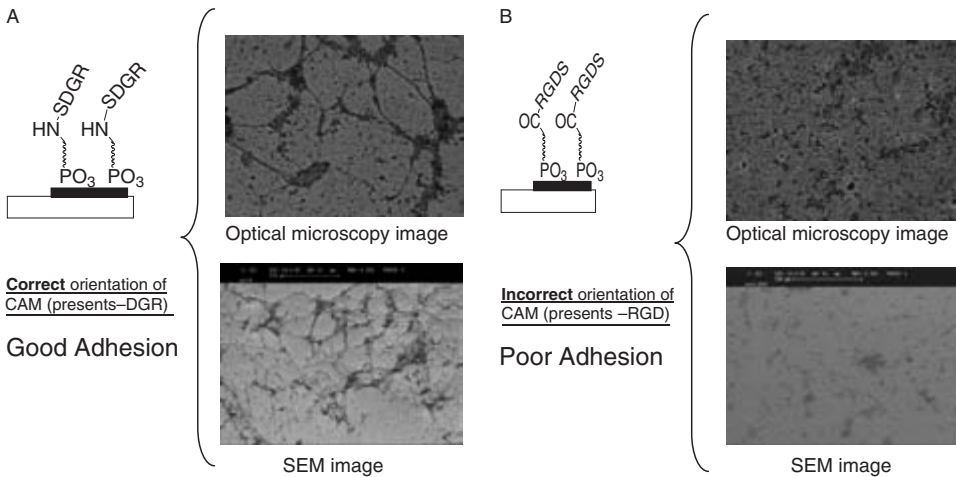 A
SDGR
SDGR
HN
HN
PO3
PO3
Optical microscopy image
Correct orientation of
CAM (presents–DGR)
Good Adhesion
SEM image
B
RGDS
RGDS
OC
OC
PO3
PO3
Optical microscopy image
Incorrect orientation of
CAM (presents –RGD)
Poor Adhesion
SEM image